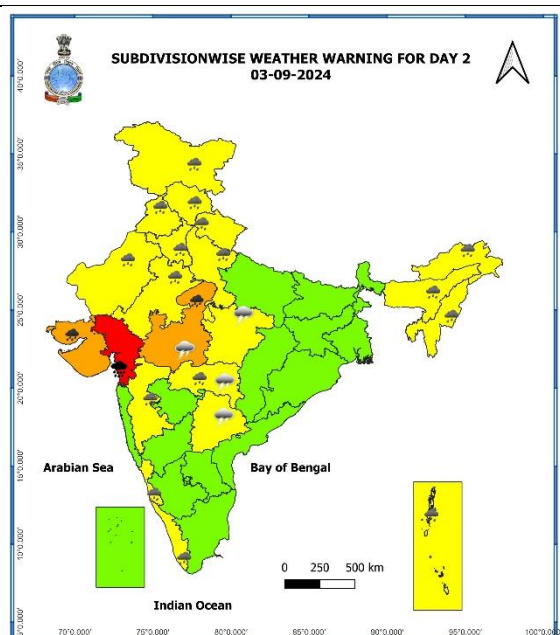 SUBDIVISIONWISE WEATHER WARNING FOR DAY 2
03-09-2024
40°0.000'
35°0.000'
30°0.000'
25°0.000'
20°0.000'
15°0.000'
10°0.000'
5°0.000'
Arabian Sea
Bay of Bengal
0 250 500 km
Indian Ocean
70°0.000' 75°0.000' 80°0.000' 85°0.000' 90°0.000' 95°0.000' 100°0.000'